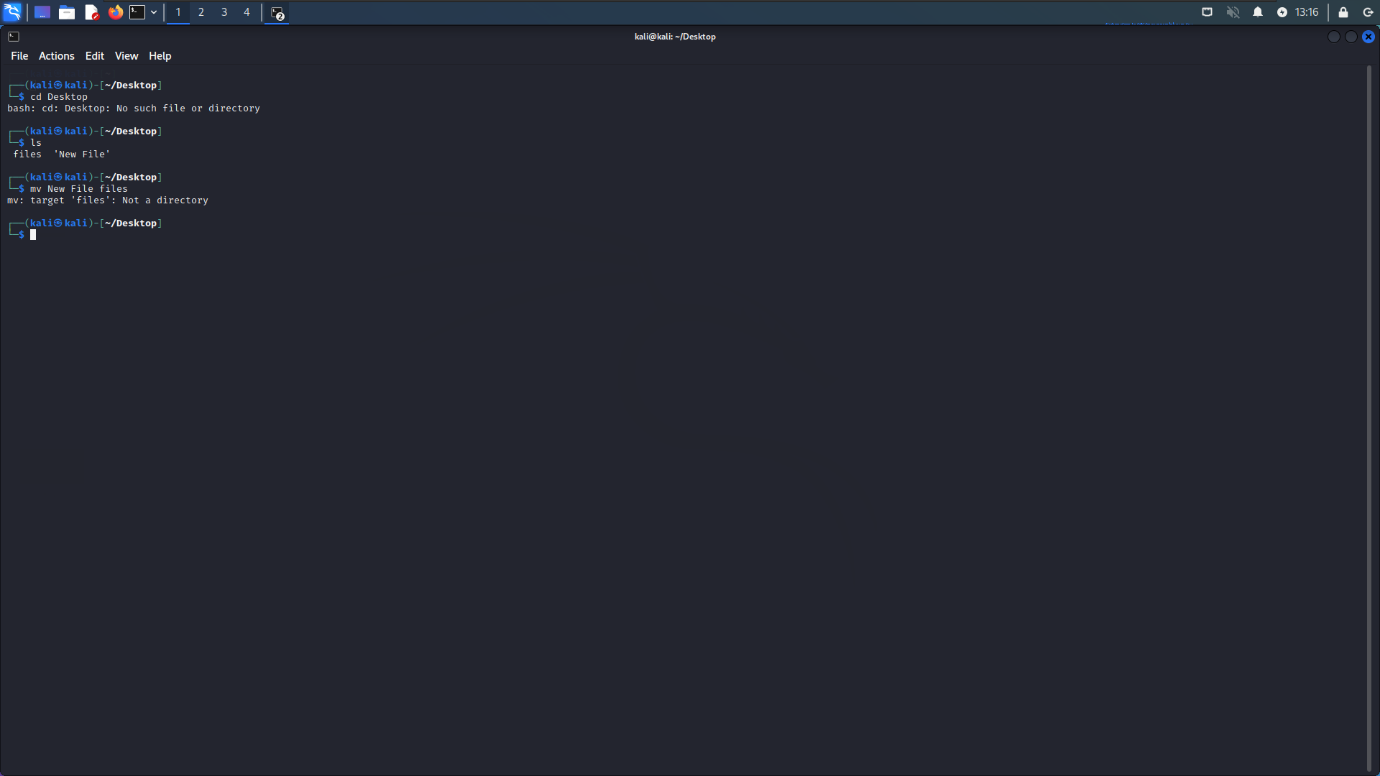 1 2 3 4 2 13:16
kali@kali: ~/Desktop
File Actions Edit View Help
┌──(kali㉿kali)-[~/Desktop]
└─$ cd Desktop
bash: cd: Desktop: No such file or directory
┌──(kali㉿kali)-[~/Desktop]
└─$ ls
files 'New File'
┌──(kali㉿kali)-[~/Desktop]
└─$ mv New File files
mv: target 'files': Not a directory
┌──(kali㉿kali)-[~/Desktop]
└─$